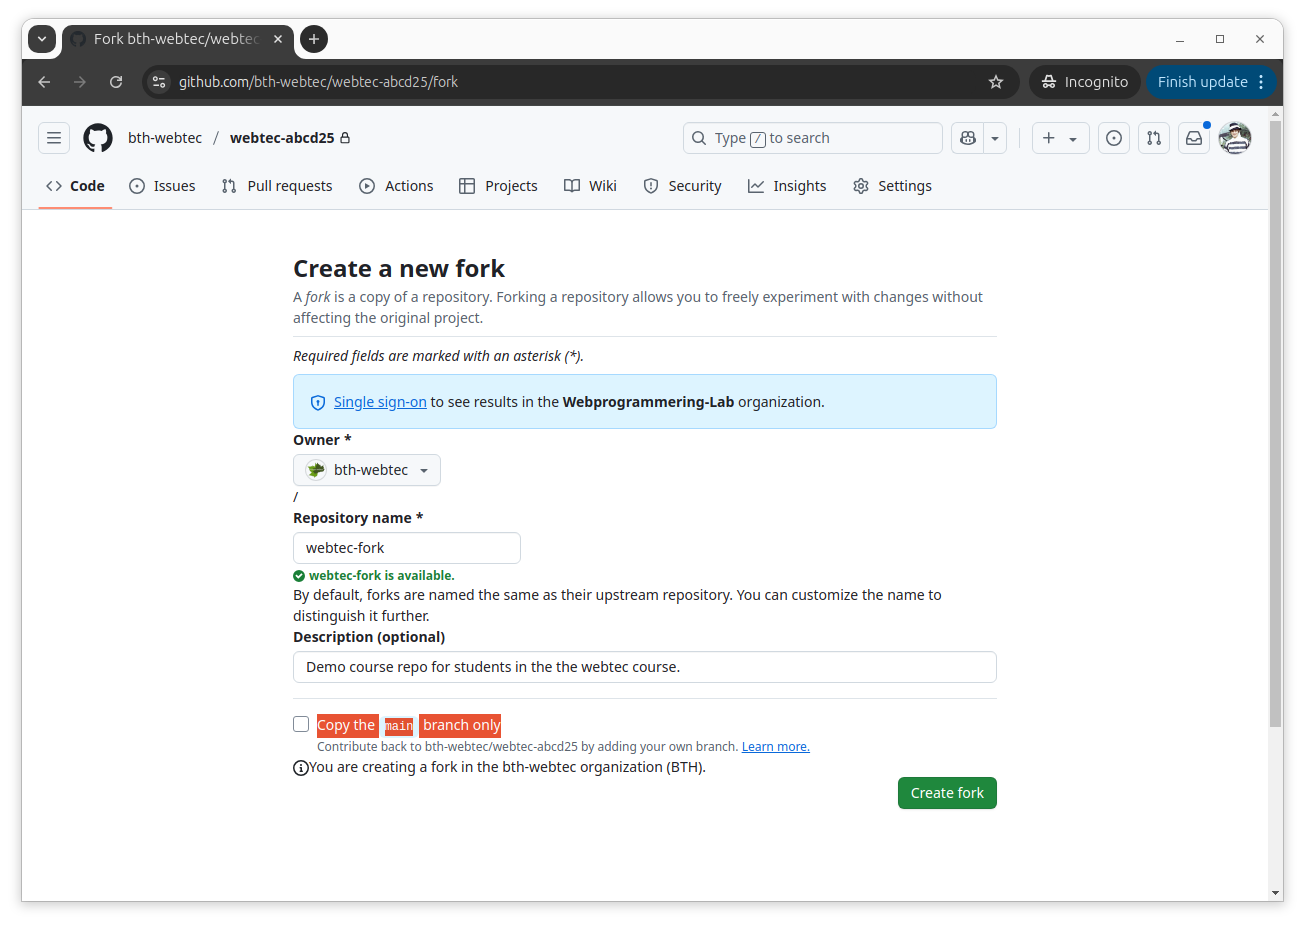 Fork bth-webtec/webtec
github.com/bth-webtec/webtec-abcd25/fork
Incognito
Finish update
bth-webtec / webtec-abcd25
Type / to search
Code
Issues
Pull requests
Actions
Projects
Wiki
Security
Insights
Settings
Create a new fork
A fork is a copy of a repository. Forking a repository allows you to freely experiment with changes without
affecting the original project.
Required fields are marked with an asterisk (*).
Single sign-on to see results in the Webprogrammering-Lab organization.
Owner *
bth-webtec
/
Repository name *
webtec-fork
webtec-fork is available.
By default, forks are named the same as their upstream repository. You can customize the name to
distinguish it further.
Description (optional)
Demo course repo for students in the the webtec course.
Copy the main branch only
Contribute back to bth-webtec/webtec-abcd25 by adding your own branch. Learn more.
You are creating a fork in the bth-webtec organization (BTH).
Create fork